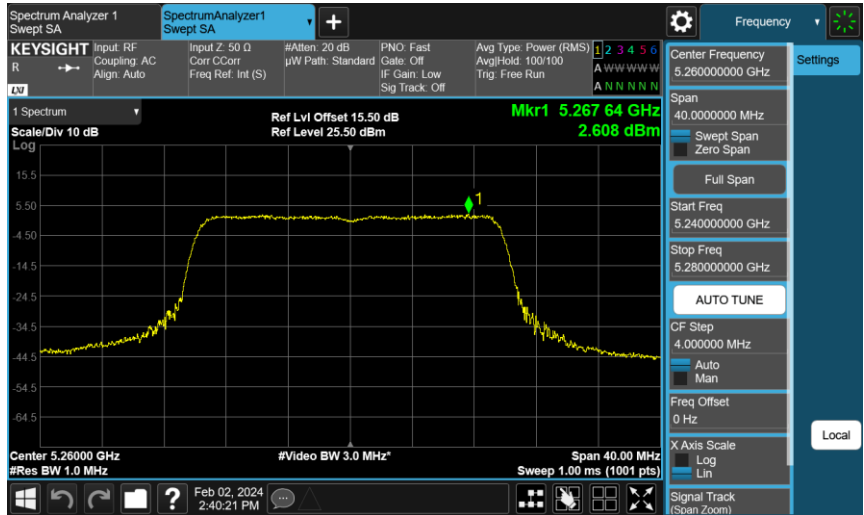 Spectrum Analyzer 1
Swept SA
SpectrumAnalyzer1
Swept SA
Frequency
KEYSIGHT
R
LXI
Input: RF
Coupling: AC
Align: Auto
Input Z: 50 Ω
Corr CCorr
Freq Ref: Int (S)
#Atten: 20 dB
µW Path: Standard
PNO: Fast
Gate: Off
IF Gain: Low
Sig Track: Off
Avg Type: Power (RMS)
Avg|Hold: 100/100
Trig: Free Run
1 2 3 4 5 6
A W W W W W
A N N N N N
1 Spectrum
Scale/Div 10 dB
Log
Ref Lvl Offset 15.50 dB
Ref Level 25.50 dBm
Mkr1 5.267 64 GHz
2.608 dBm
15.5
5.50
-4.50
-14.5
-24.5
-34.5
-44.5
-54.5
-64.5
1
Center 5.26000 GHz
#Res BW 1.0 MHz
#Video BW 3.0 MHz*
Span 40.00 MHz
Sweep 1.00 ms (1001 pts)
Feb 02, 2024
2:40:21 PM
Center Frequency
5.260000000 GHz
Span
40.0000000 MHz
Swept Span
Zero Span
Full Span
Start Freq
5.240000000 GHz
Stop Freq
5.280000000 GHz
AUTO TUNE
CF Step
4.000000 MHz
Auto
Man
Freq Offset
0 Hz
X Axis Scale
Log
Lin
Signal Track
(Span Zoom)
Settings
Local